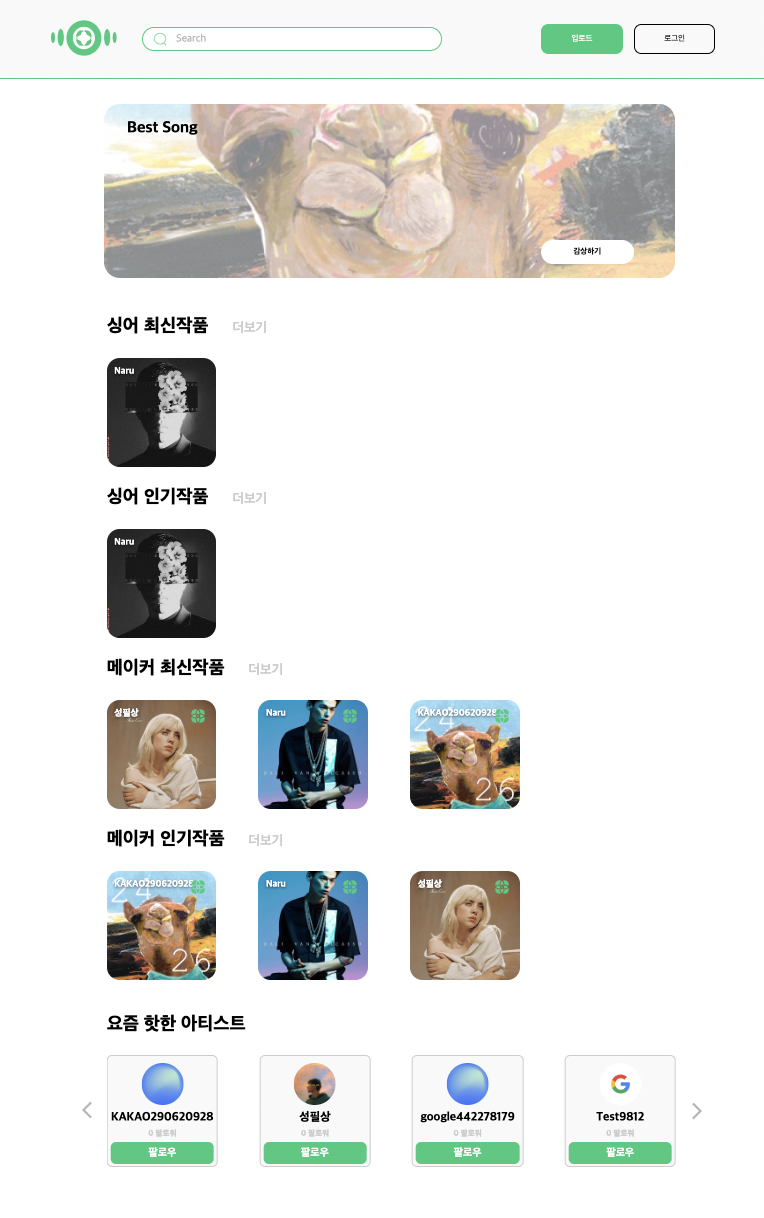 Search
업로드
로그인
Best Song
감상하기
싱어 최신작품 더보기
Naru
싱어 인기작품 더보기
Naru
메이커 최신작품 더보기
성필상
Naru
KAKAO290620928
24
26
메이커 인기작품 더보기
KAKAO290620928
24
26
Naru
성필상
요즘 핫한 아티스트
KAKAO290620928
0 팔로워
팔로우
성필상
0 팔로워
팔로우
google442278179
0 팔로워
팔로우
Test9812
0 팔로워
팔로우